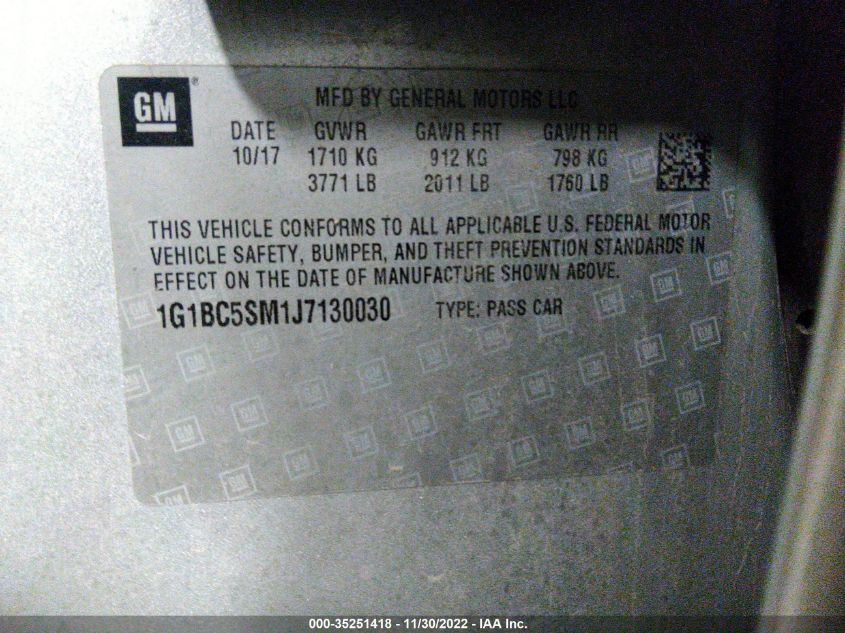 GM®
MFD BY GENERAL MOTORS LLC
DATE GVWR GAWR FRT GAWR RR
10/17 1710 KG 912 KG 798 KG
3771 LB 2011 LB 1760 LB
THIS VEHICLE CONFORMS TO ALL APPLICABLE U.S. FEDERAL MOTOR
VEHICLE SAFETY, BUMPER, AND THEFT PREVENTION STANDARDS IN
EFFECT ON THE DATE OF MANUFACTURE SHOWN ABOVE.
1G1BC5SM1J7130030 TYPE: PASS CAR
000-35251418 - 11/30/2022 - IAA Inc.